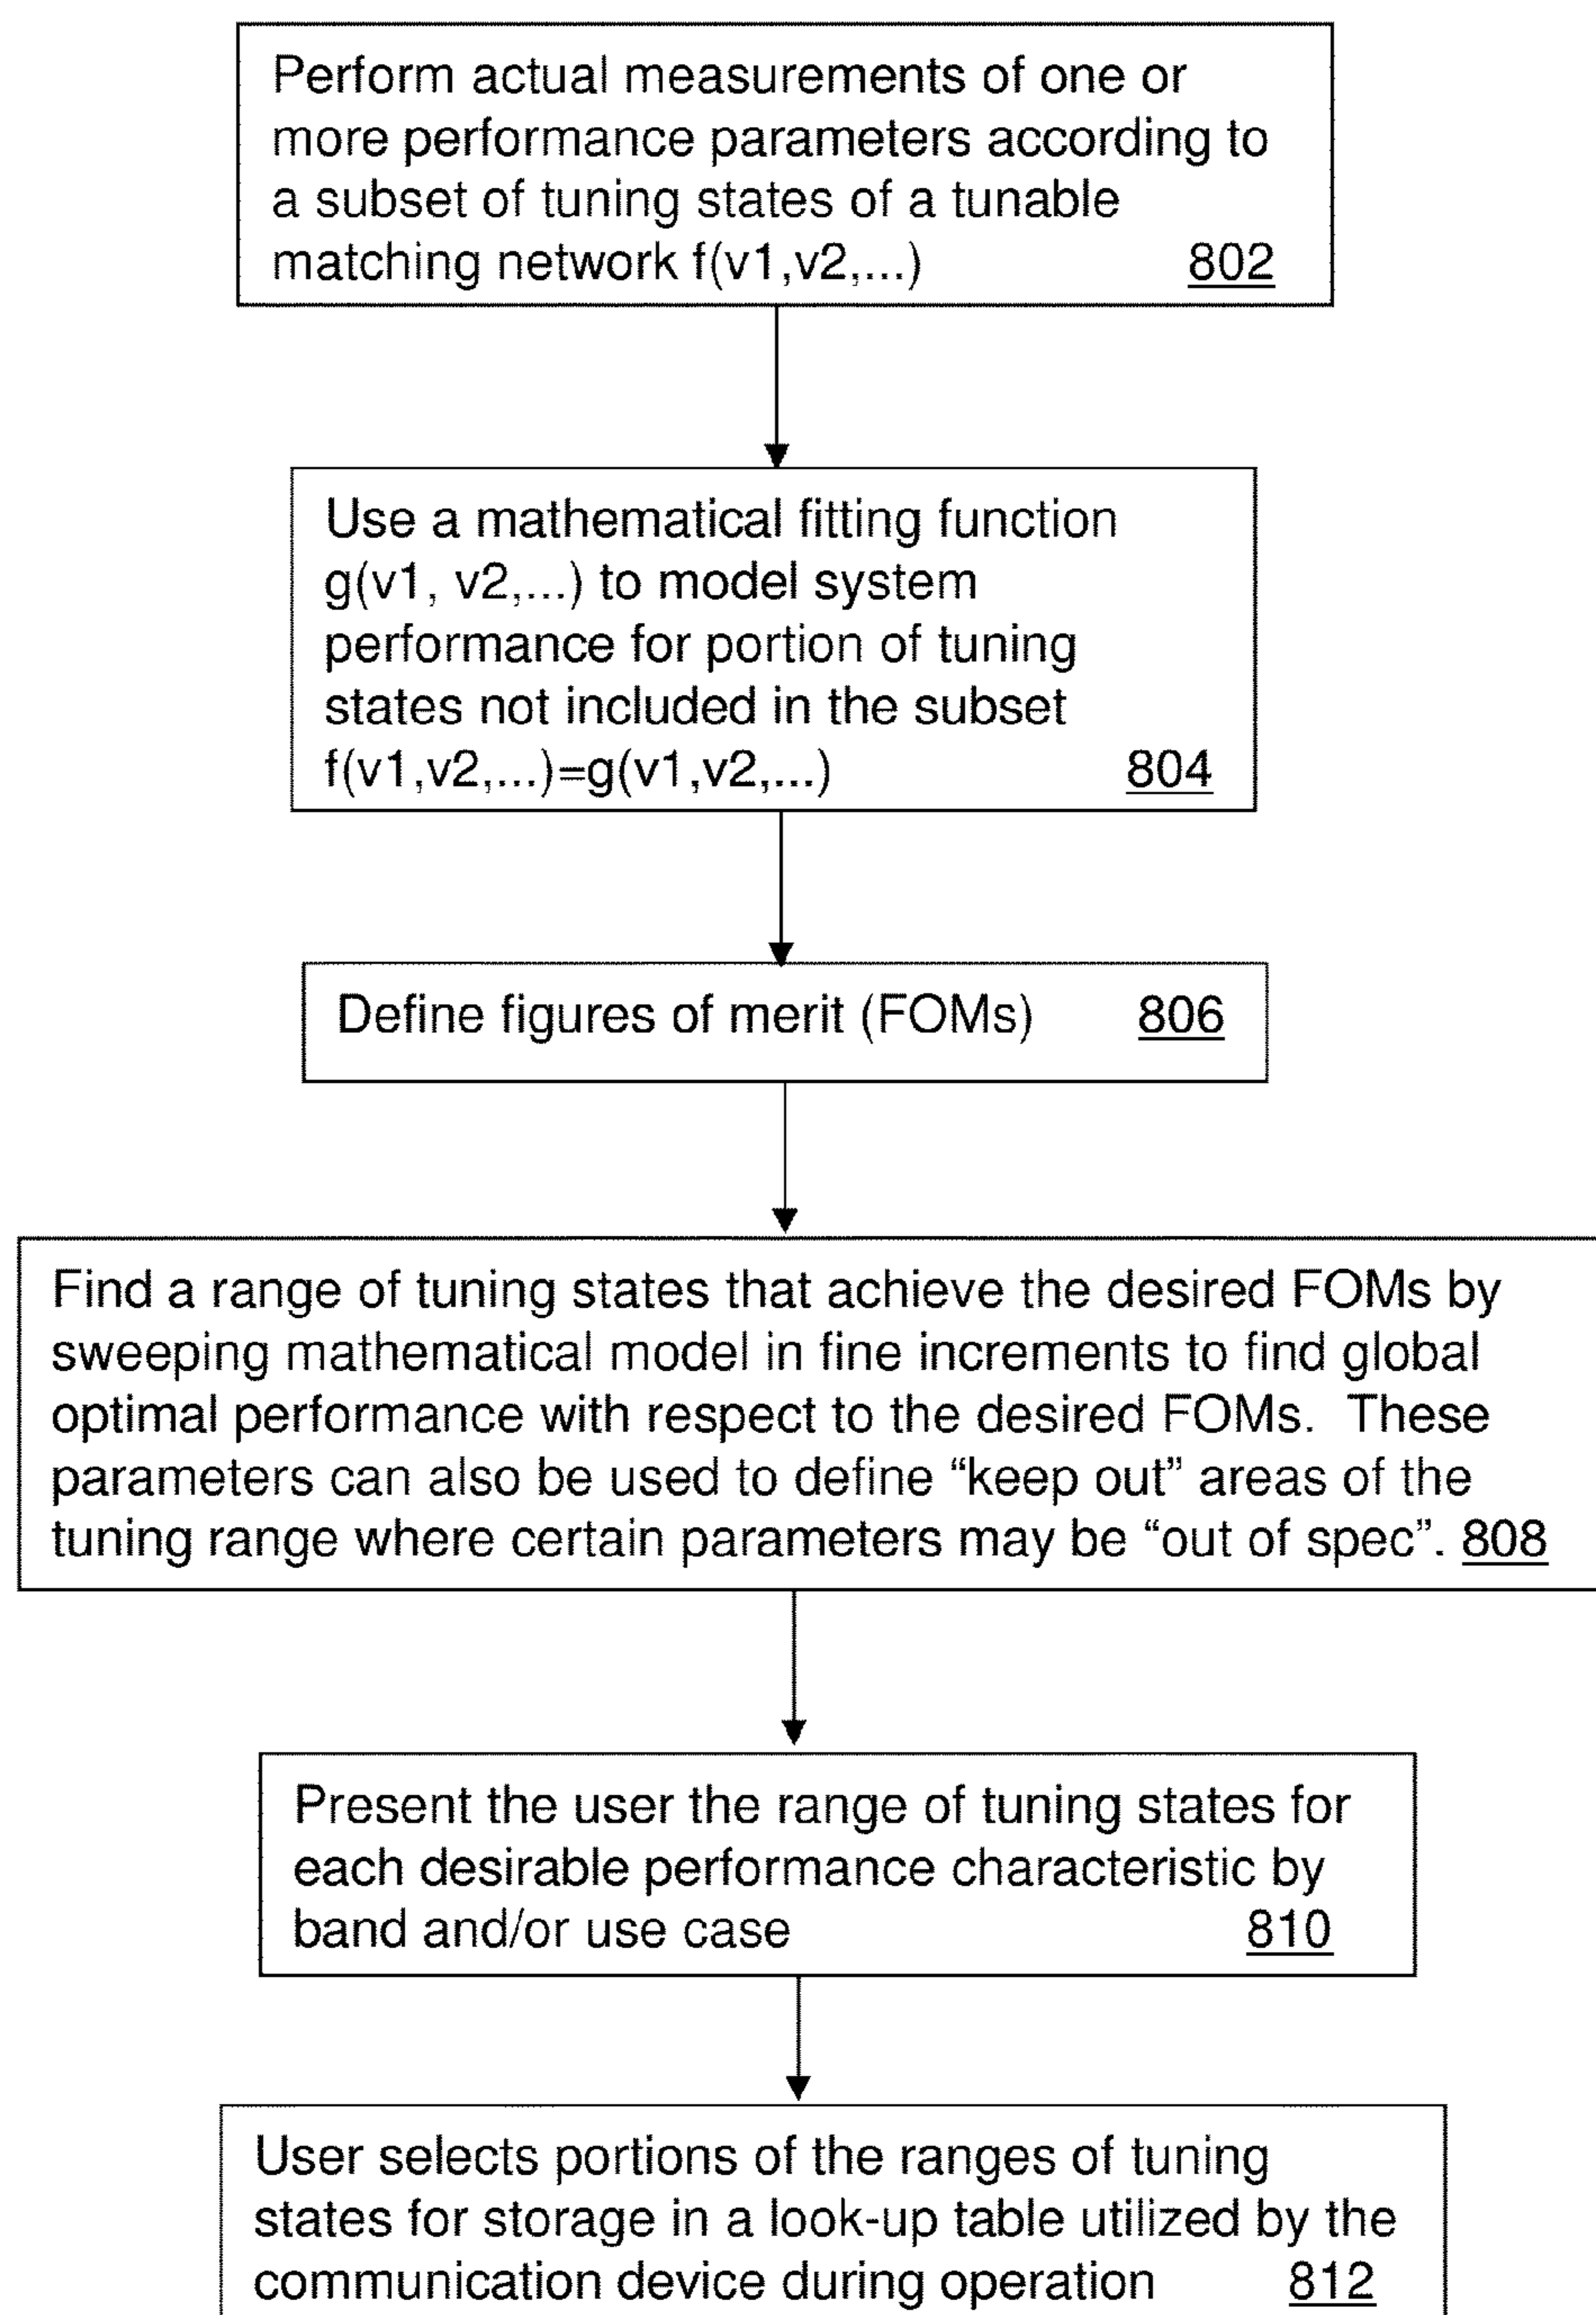 Perform actual measurements of one or
more performance parameters according to
a subset of tuning states of a tunable
matching network f(v1,v2,...) 802
Use a mathematical fitting function
g(v1, v2,...) to model system
performance for portion of tuning
states not included in the subset
f(v1,v2,...)=g(v1,v2,...) 804
Define figures of merit (FOMs) 806
Find a range of tuning states that achieve the desired FOMs by
sweeping mathematical model in fine increments to find global
optimal performance with respect to the desired FOMs. These
parameters can also be used to define “keep out” areas of the
tuning range where certain parameters may be “out of spec”. 808
Present the user the range of tuning states for
each desirable performance characteristic by
band and/or use case 810
User selects portions of the ranges of tuning
states for storage in a look-up table utilized by the
communication device during operation 812